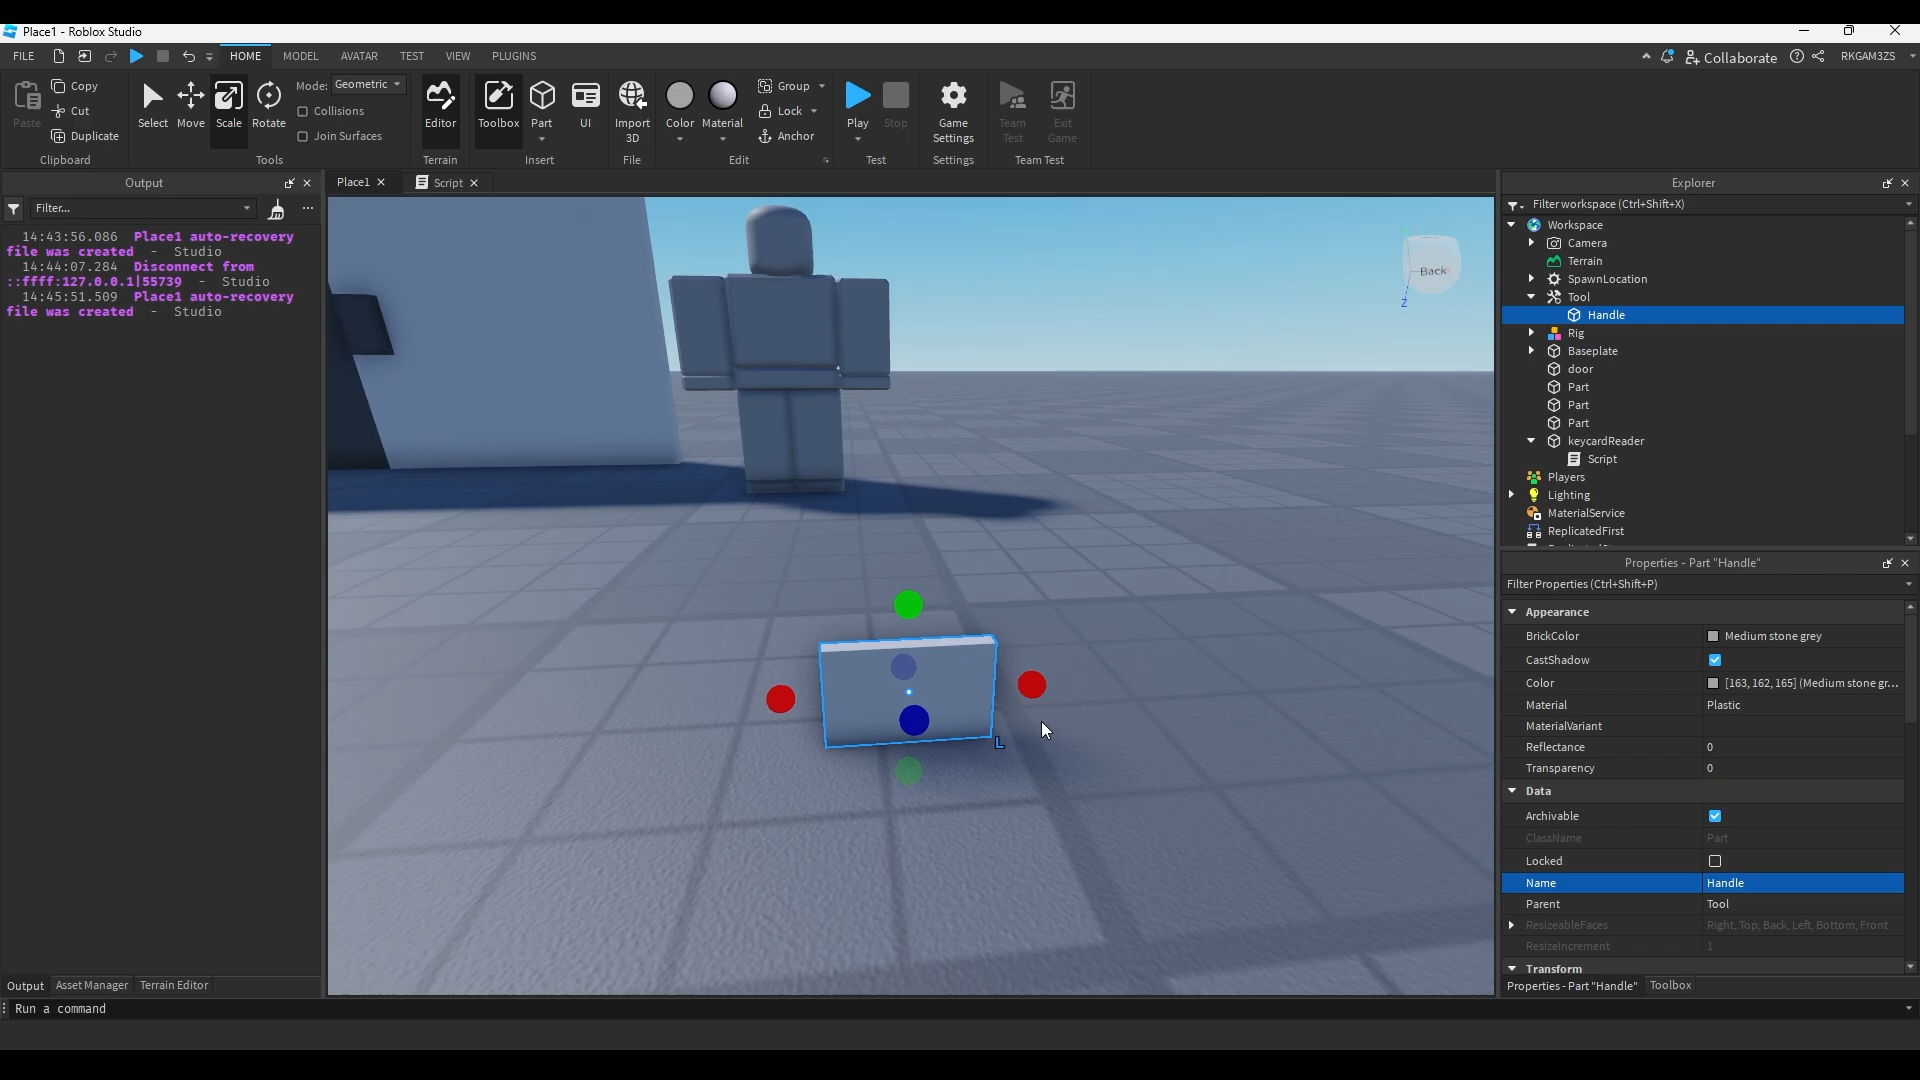 Place1 - Roblox Studio
FILE HOME MODEL AVATAR TEST VIEW PLUGINS Collaborate RKGAM3ZS
Paste Copy Cut Duplicate
Select Move Scale Rotate
Mode: Geometric
Collisions
Join Surfaces
Editor
Toolbox Part UI
Import 3D
Color Material
Group
Lock
Anchor
Play Stop
Game Settings
Team Test
Exit Game
Clipboard Tools Terrain Insert File Edit Test Settings Team Test
Output
Filter...
14:43:56.086 Place1 auto-recovery
file was created - Studio
14:44:07.284 Disconnect from
::ffff:127.0.0.1|55739 - Studio
14:45:51.509 Place1 auto-recovery
file was created - Studio
Place1 Script
Back
Z
L
Explorer
Filter workspace (Ctrl+Shift+X)
Workspace
Camera
Terrain
SpawnLocation
Tool
Handle
Rig
Baseplate
door
Part
Part
Part
keycardReader
Script
Players
Lighting
MaterialService
ReplicatedFirst
Properties - Part "Handle"
Filter Properties (Ctrl+Shift+P)
Appearance
BrickColor Medium stone grey
CastShadow
Color [163, 162, 165] (Medium stone gr...
Material Plastic
MaterialVariant
Reflectance 0
Transparency 0
Data
Archivable
ClassName Part
Locked
Name Handle
Parent Tool
ResizeableFaces Right, Top, Back, Left, Bottom, Front
ResizeIncrement 1
Transform
Properties - Part "Handle" Toolbox
Output Asset Manager Terrain Editor
Run a command